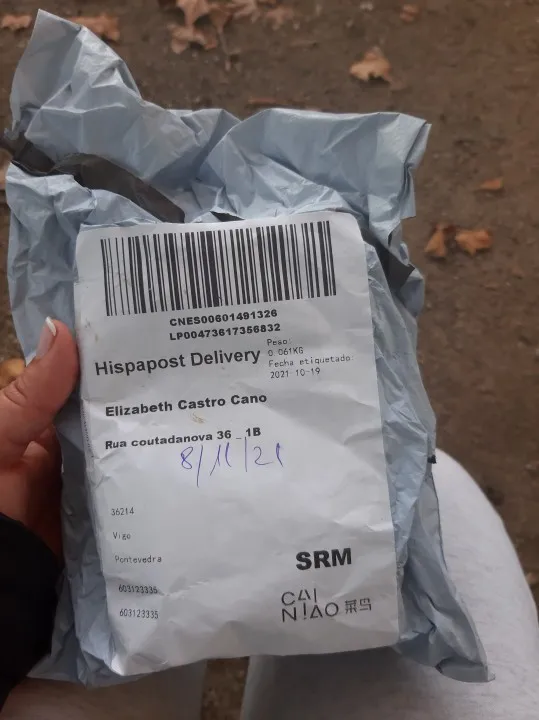 CNES00601491326
LP00473617356832
Hispapost Delivery
Peso:
0.061KG
Fecha etiquetado:
2021-10-19
Elizabeth Castro Cano
Rua coutadanova 36 _ 1B
8/11/21
36214
Vigo
Pontevedra
603123335
603123335
SRM
CAI
NIAO 菜鸟